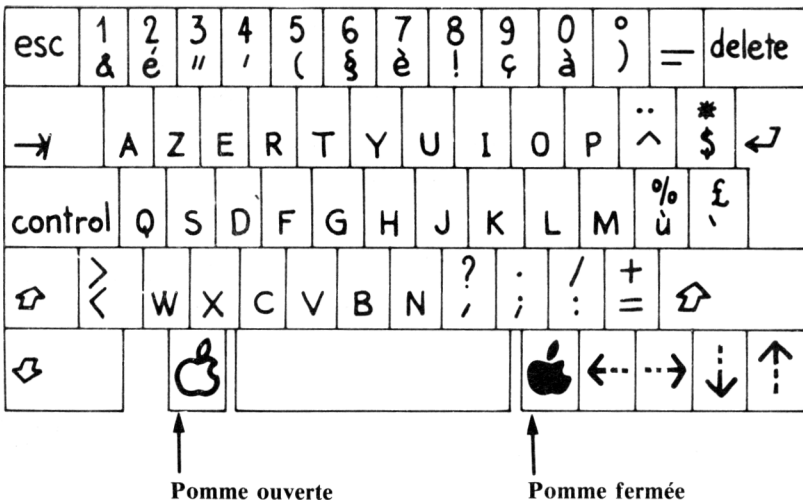 esc 1 2 3 4 5 6 7 8 9 0 ° _ delete
& é " ' ( § è ! ç à ) -
¨ *
A Z E R T Y U I O P ^ $
% £
control Q S D F G H J K L M ù `
> ? . / +
< W X C V B N , ; : =
Pomme ouverte Pomme fermée